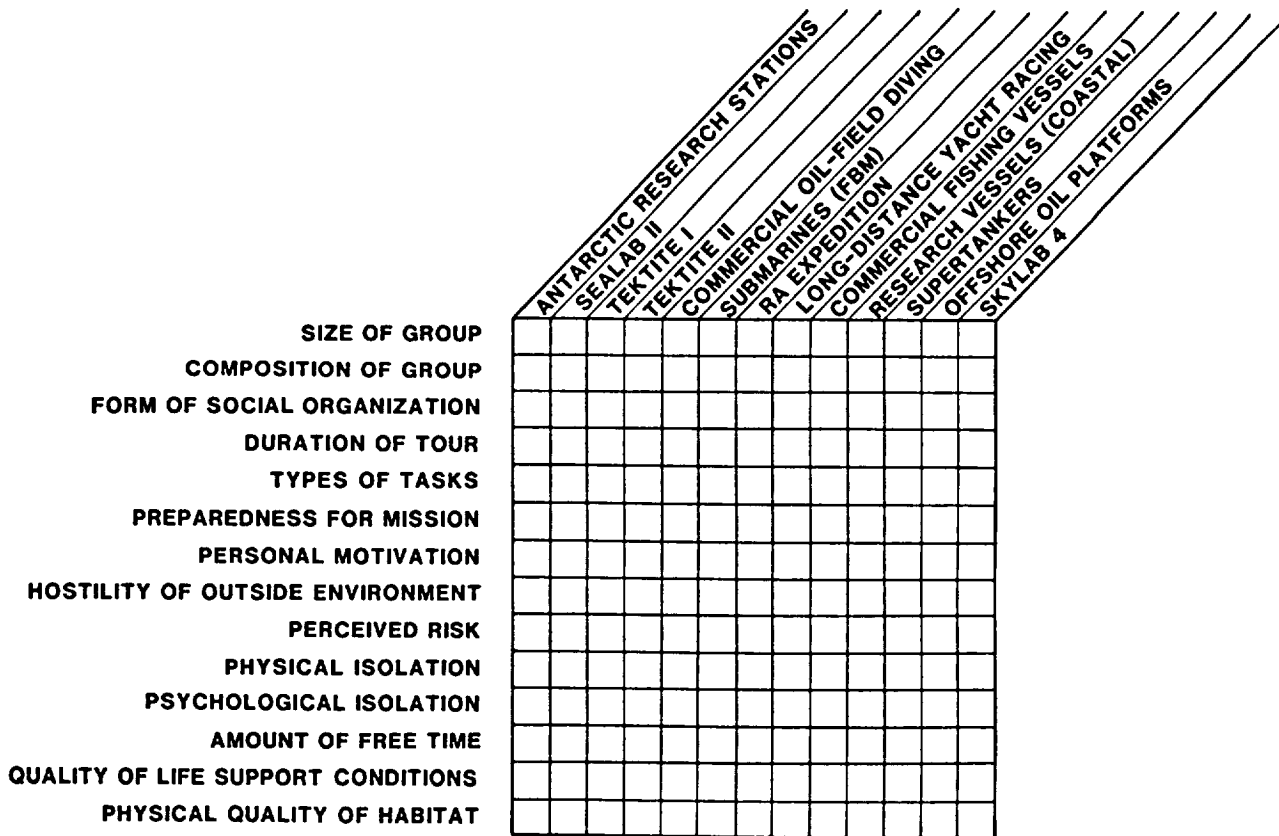 ANTARCTIC RESEARCH STATIONS
SEALAB II
TEKTITE I
TEKTITE II
COMMERCIAL OIL-FIELD DIVING
SUBMARINES (FBM)
RA EXPEDITION
LONG-DISTANCE YACHT RACING
COMMERCIAL FISHING VESSELS
RESEARCH VESSELS (COASTAL)
SUPERTANKERS
OFFSHORE OIL PLATFORMS
SKYLAB 4
SIZE OF GROUP
COMPOSITION OF GROUP
FORM OF SOCIAL ORGANIZATION
DURATION OF TOUR
TYPES OF TASKS
PREPAREDNESS FOR MISSION
PERSONAL MOTIVATION
HOSTILITY OF OUTSIDE ENVIRONMENT
PERCEIVED RISK
PHYSICAL ISOLATION
PSYCHOLOGICAL ISOLATION
AMOUNT OF FREE TIME
QUALITY OF LIFE SUPPORT CONDITIONS
PHYSICAL QUALITY OF HABITAT